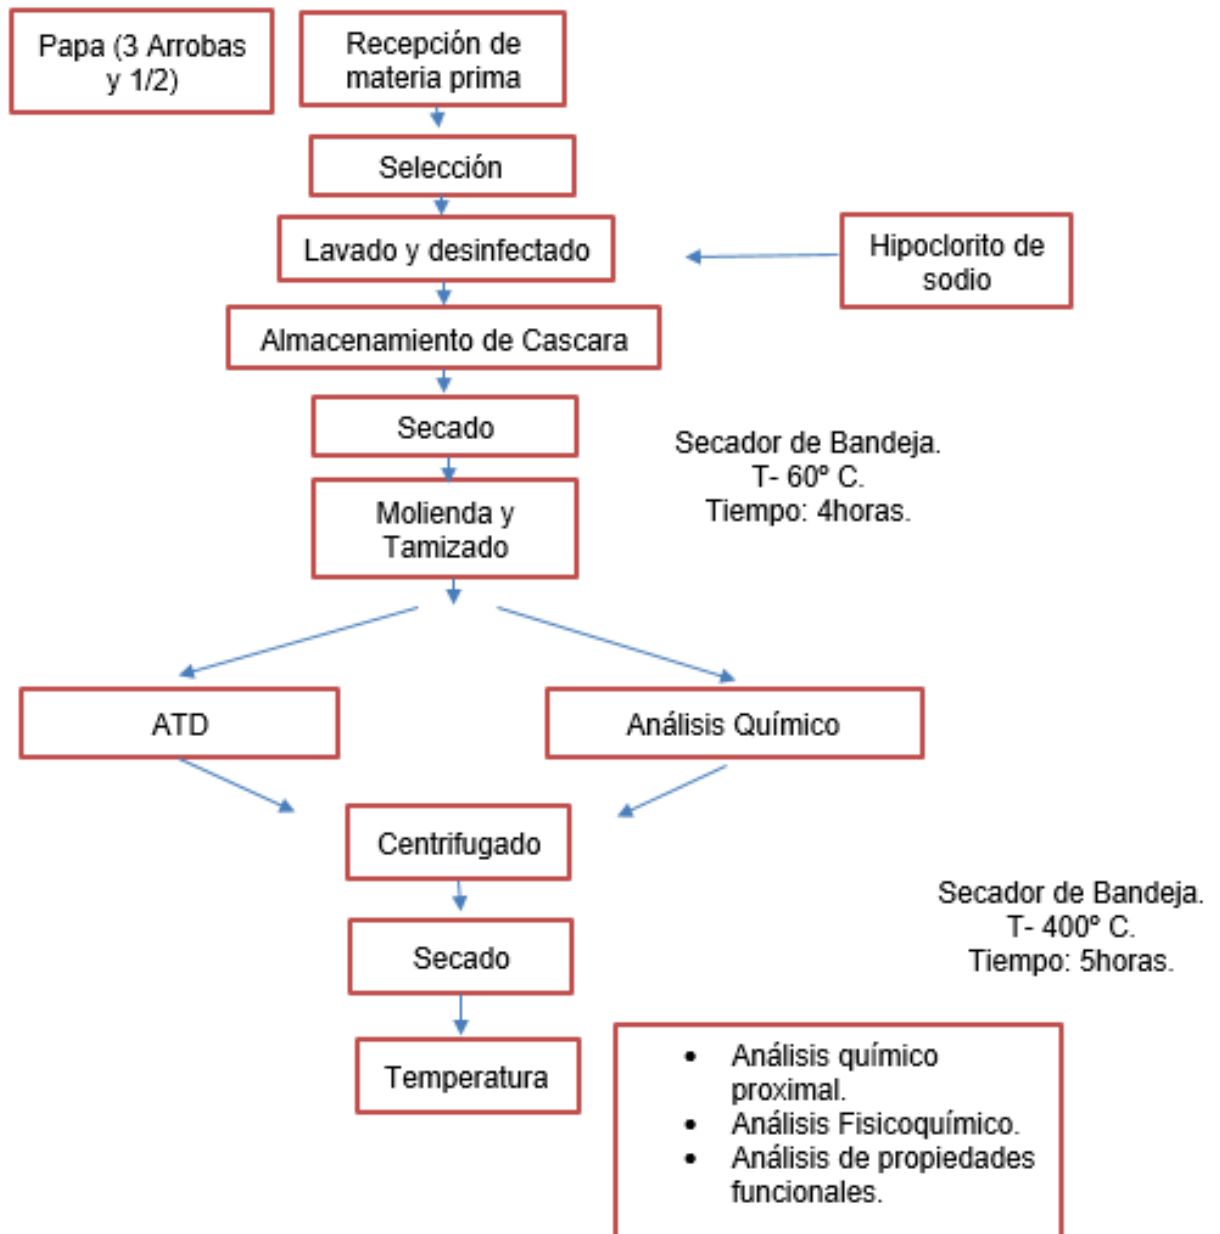 Papa (3 Arrobas
y 1/2)
Recepción de
materia prima
Selección
Lavado y desinfectado
Hipoclorito de
sodio
Almacenamiento de Cascara
Secado
Secador de Bandeja.
T- 60º C.
Tiempo: 4horas.
Molienda y
Tamizado
ATD
Análisis Químico
Centrifugado
Secado
Secador de Bandeja.
T- 400º C.
Tiempo: 5horas.
Temperatura
• Análisis químico
proximal.
• Análisis Fisicoquímico.
• Análisis de propiedades
funcionales.